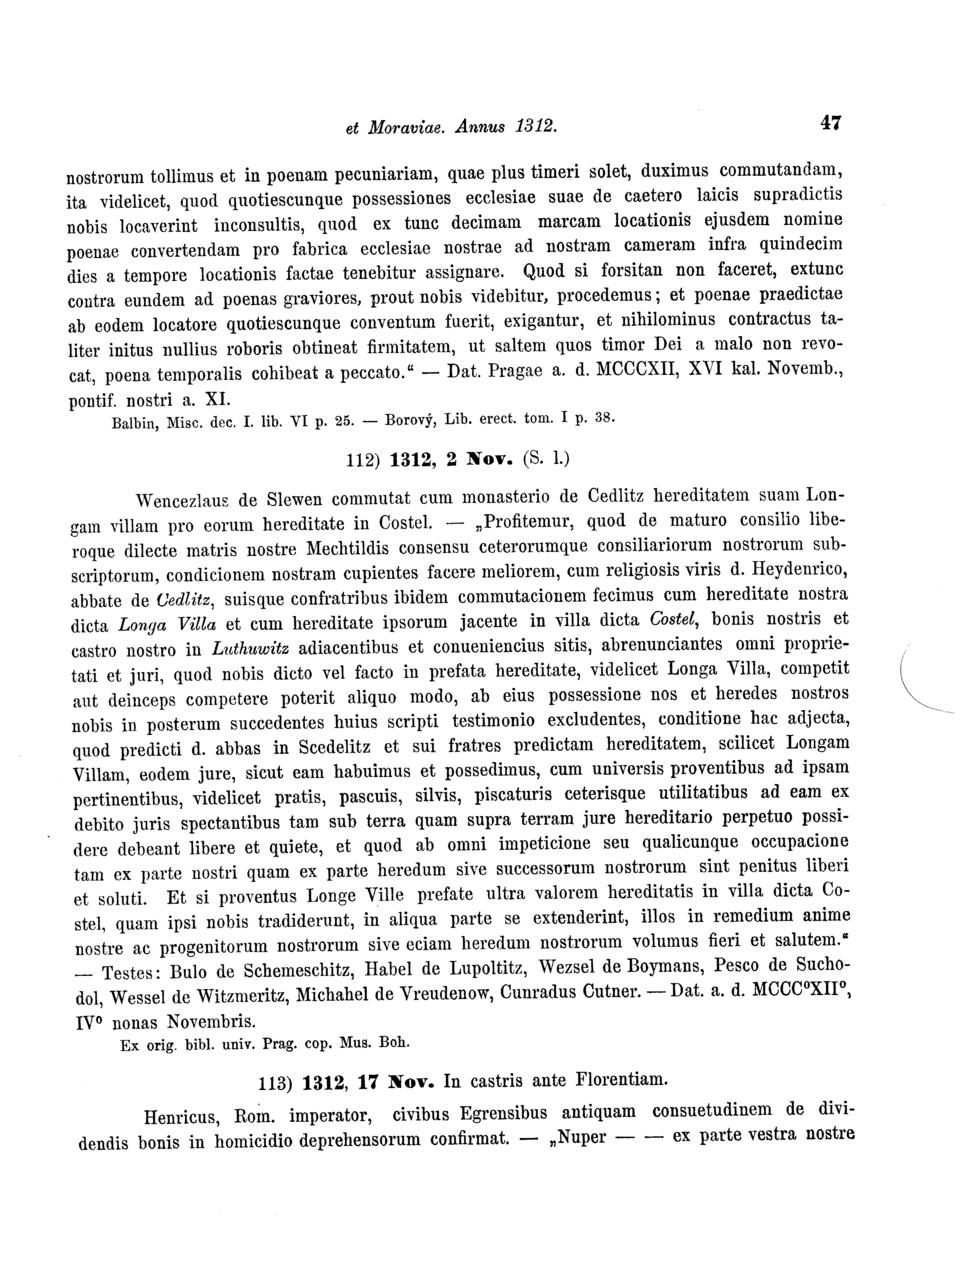 et Moraviae. Annus 1312. 47
nostrorum tollimus et in poenam pecuniariam, quae plus timeri solet, duximus commutandam,
ita videlicet, quod quotiescunque possessiones ecclesiae suae de caetero laicis supradictis
nobis locaverint inconsultis, quod ex tunc decimam marcam locationis ejusdem nomine
poenae convertendam pro fabrica ecclesiae nostrae ad nostram cameram infra quindecim
dies a tempore locationis factae tenebitur assignare. Quod si forsitan non faceret, extunc
contra eundem ad poenas graviores, prout nobis videbitur, procedemus; et poenae praedictae
ab eodem locatore quotiescunque conventum fuerit, exigantur, et nihilominus contractus ta-
liter initus nullius roboris obtineat firmitatem, ut saltem quos timor Dei a malo non revo-
cat, poena temporalis cohibeat a peccato.“ — Dat. Pragae a. d. MCCCXII, XVI kal. Novemb.,
pontif. nostri a. XI.
Balbin, Misc. dec. I. lib. VI p. 25. — Borový, Lib. erect. tom. I p. 38.
112) 1312, 2 Nov. (S. l.)
Wencezlaus de Slewen commutat cum monasterio de Cedlitz hereditatem suam Lon-
gam villam pro eorum hereditate in Costel. — „Profitemur, quod de maturo consilio libe-
roque dilecte matris nostre Mechtildis consensu ceterorumque consiliariorum nostrorum sub-
scriptorum, condicionem nostram cupientes facere meliorem, cum religiosis viris d. Heydenrico,
abbate de Cedlitz, suisque confratribus ibidem commutacionem fecimus cum hereditate nostra
dicta Longa Villa et cum hereditate ipsorum jacente in villa dicta Costel, bonis nostris et
castro nostro in Luthuwitz adiacentibus et conueniencius sitis, abrenunciantes omni proprie-
tati et juri, quod nobis dicto vel facto in prefata hereditate, videlicet Longa Villa, competit
aut deinceps competere poterit aliquo modo, ab eius possessione nos et heredes nostros
nobis in posterum succedentes huius scripti testimonio excludentes, conditione hac adjecta,
quod predicti d. abbas in Scedelitz et sui fratres predictam hereditatem, scilicet Longam
Villam, eodem jure, sicut eam habuimus et possedimus, cum universis proventibus ad ipsam
pertinentibus, videlicet pratis, pascuis, silvis, piscaturis ceterisque utilitatibus ad eam ex
debito juris spectantibus tam sub terra quam supra terram jure hereditario perpetuo possi-
dere debeant libere et quiete, et quod ab omni impeticione seu qualicunque occupacione
tam ex parte nostri quam ex parte heredum sive successorum nostrorum sint penitus liberi
et soluti. Et si proventus Longe Ville prefate ultra valorem hereditatis in villa dicta Co-
stel, quam ipsi nobis tradiderunt, in aliqua parte se extenderint, illos in remedium anime
nostre ac progenitorum nostrorum sive eciam heredum nostrorum volumus fieri et salutem.“
— Testes: Bulo de Schemeschitz, Habel de Lupoltitz, Wezsel de Boymans, Pesco de Sucho-
dol, Wessel de Witzmeritz, Michahel de Vreudenow, Cunradus Cutner. — Dat. a. d. MCCC⁰XII⁰,
IV⁰ nonas Novembris.
Ex orig. bibl. univ. Prag. cop. Mus. Boh.
113) 1312, 17 Nov. In castris ante Florentiam.
Henricus, Rom. imperator, civibus Egrensibus antiquam consuetudinem de divi-
dendis bonis in homicidio deprehensorum confirmat. — „Nuper — — ex parte vestra nostre